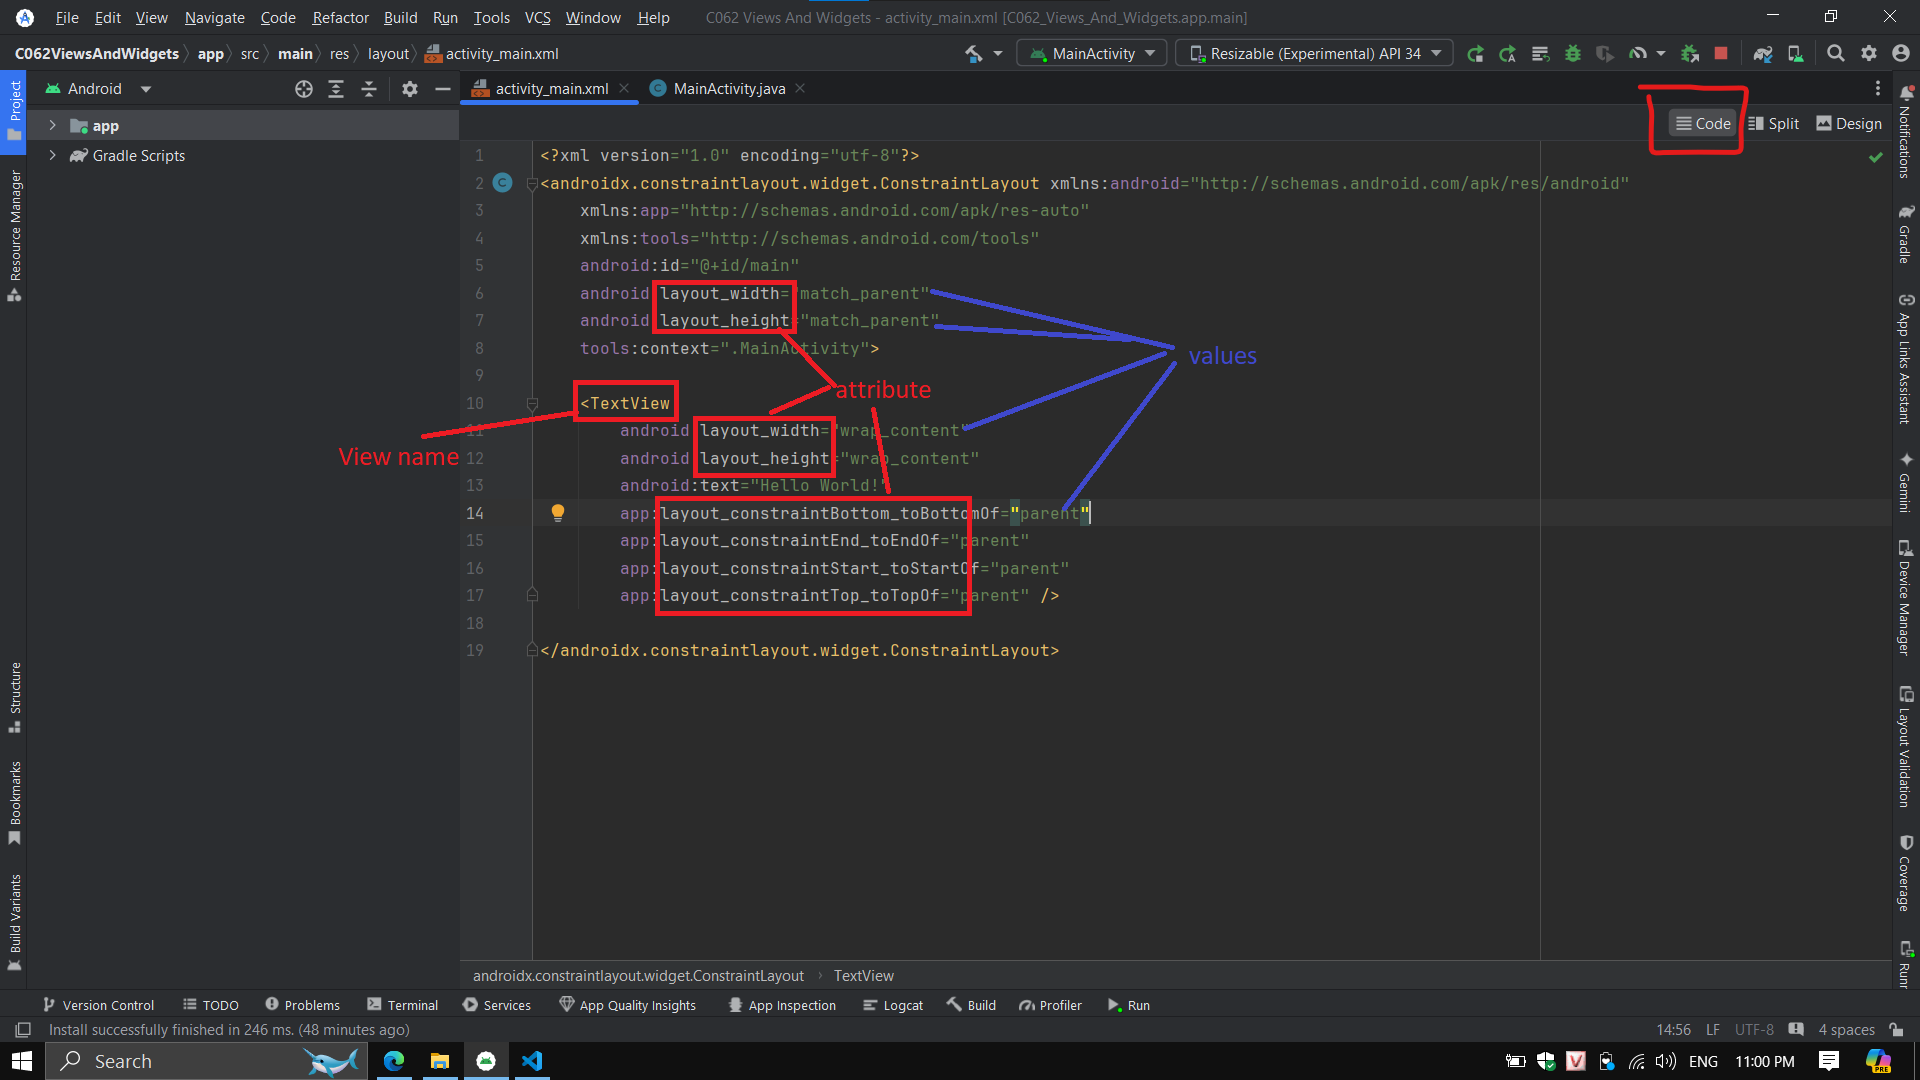 File Edit View Navigate Code Refactor Build Run Tools VCS Window Help C062 Views And Widgets - activity_main.xml [C062_Views_And_Widgets.app.main]
C062ViewsAndWidgets app src main res layout activity_main.xml MainActivity Resizable (Experimental) API 34
Project Android activity_main.xml MainActivity.java
app
Gradle Scripts
Code Split Design
1 <?xml version="1.0" encoding="utf-8"?>
2 <androidx.constraintlayout.widget.ConstraintLayout xmlns:android="http://schemas.android.com/apk/res/android"
3 xmlns:app="http://schemas.android.com/apk/res-auto"
4 xmlns:tools="http://schemas.android.com/tools"
5 android:id="@+id/main"
6 android layout_width="match_parent"
7 android layout_height="match_parent"
8 tools:context=".MainActivity">
values
9
attribute
10 <TextView
11 android layout_width="wrap_content"
View name
12 android layout_height="wrap_content"
13 android:text="Hello World!"
14 app:layout_constraintBottom_toBottomOf="parent"
15 app:layout_constraintEnd_toEndOf="parent"
16 app:layout_constraintStart_toStartOf="parent"
17 app:layout_constraintTop_toTopOf="parent" />
18
19 </androidx.constraintlayout.widget.ConstraintLayout>
Resource Manager
Structure
Bookmarks
Build Variants
Notifications
Gradle
App Links Assistant
Gemini
Device Manager
Layout Validation
Coverage
androidx.constraintlayout.widget.ConstraintLayout TextView
Version Control TODO Problems Terminal Services App Quality Insights App Inspection Logcat Build Profiler Run
Install successfully finished in 246 ms. (48 minutes ago) 14:56 LF UTF-8 4 spaces
Search ENG 11:00 PM
PRE